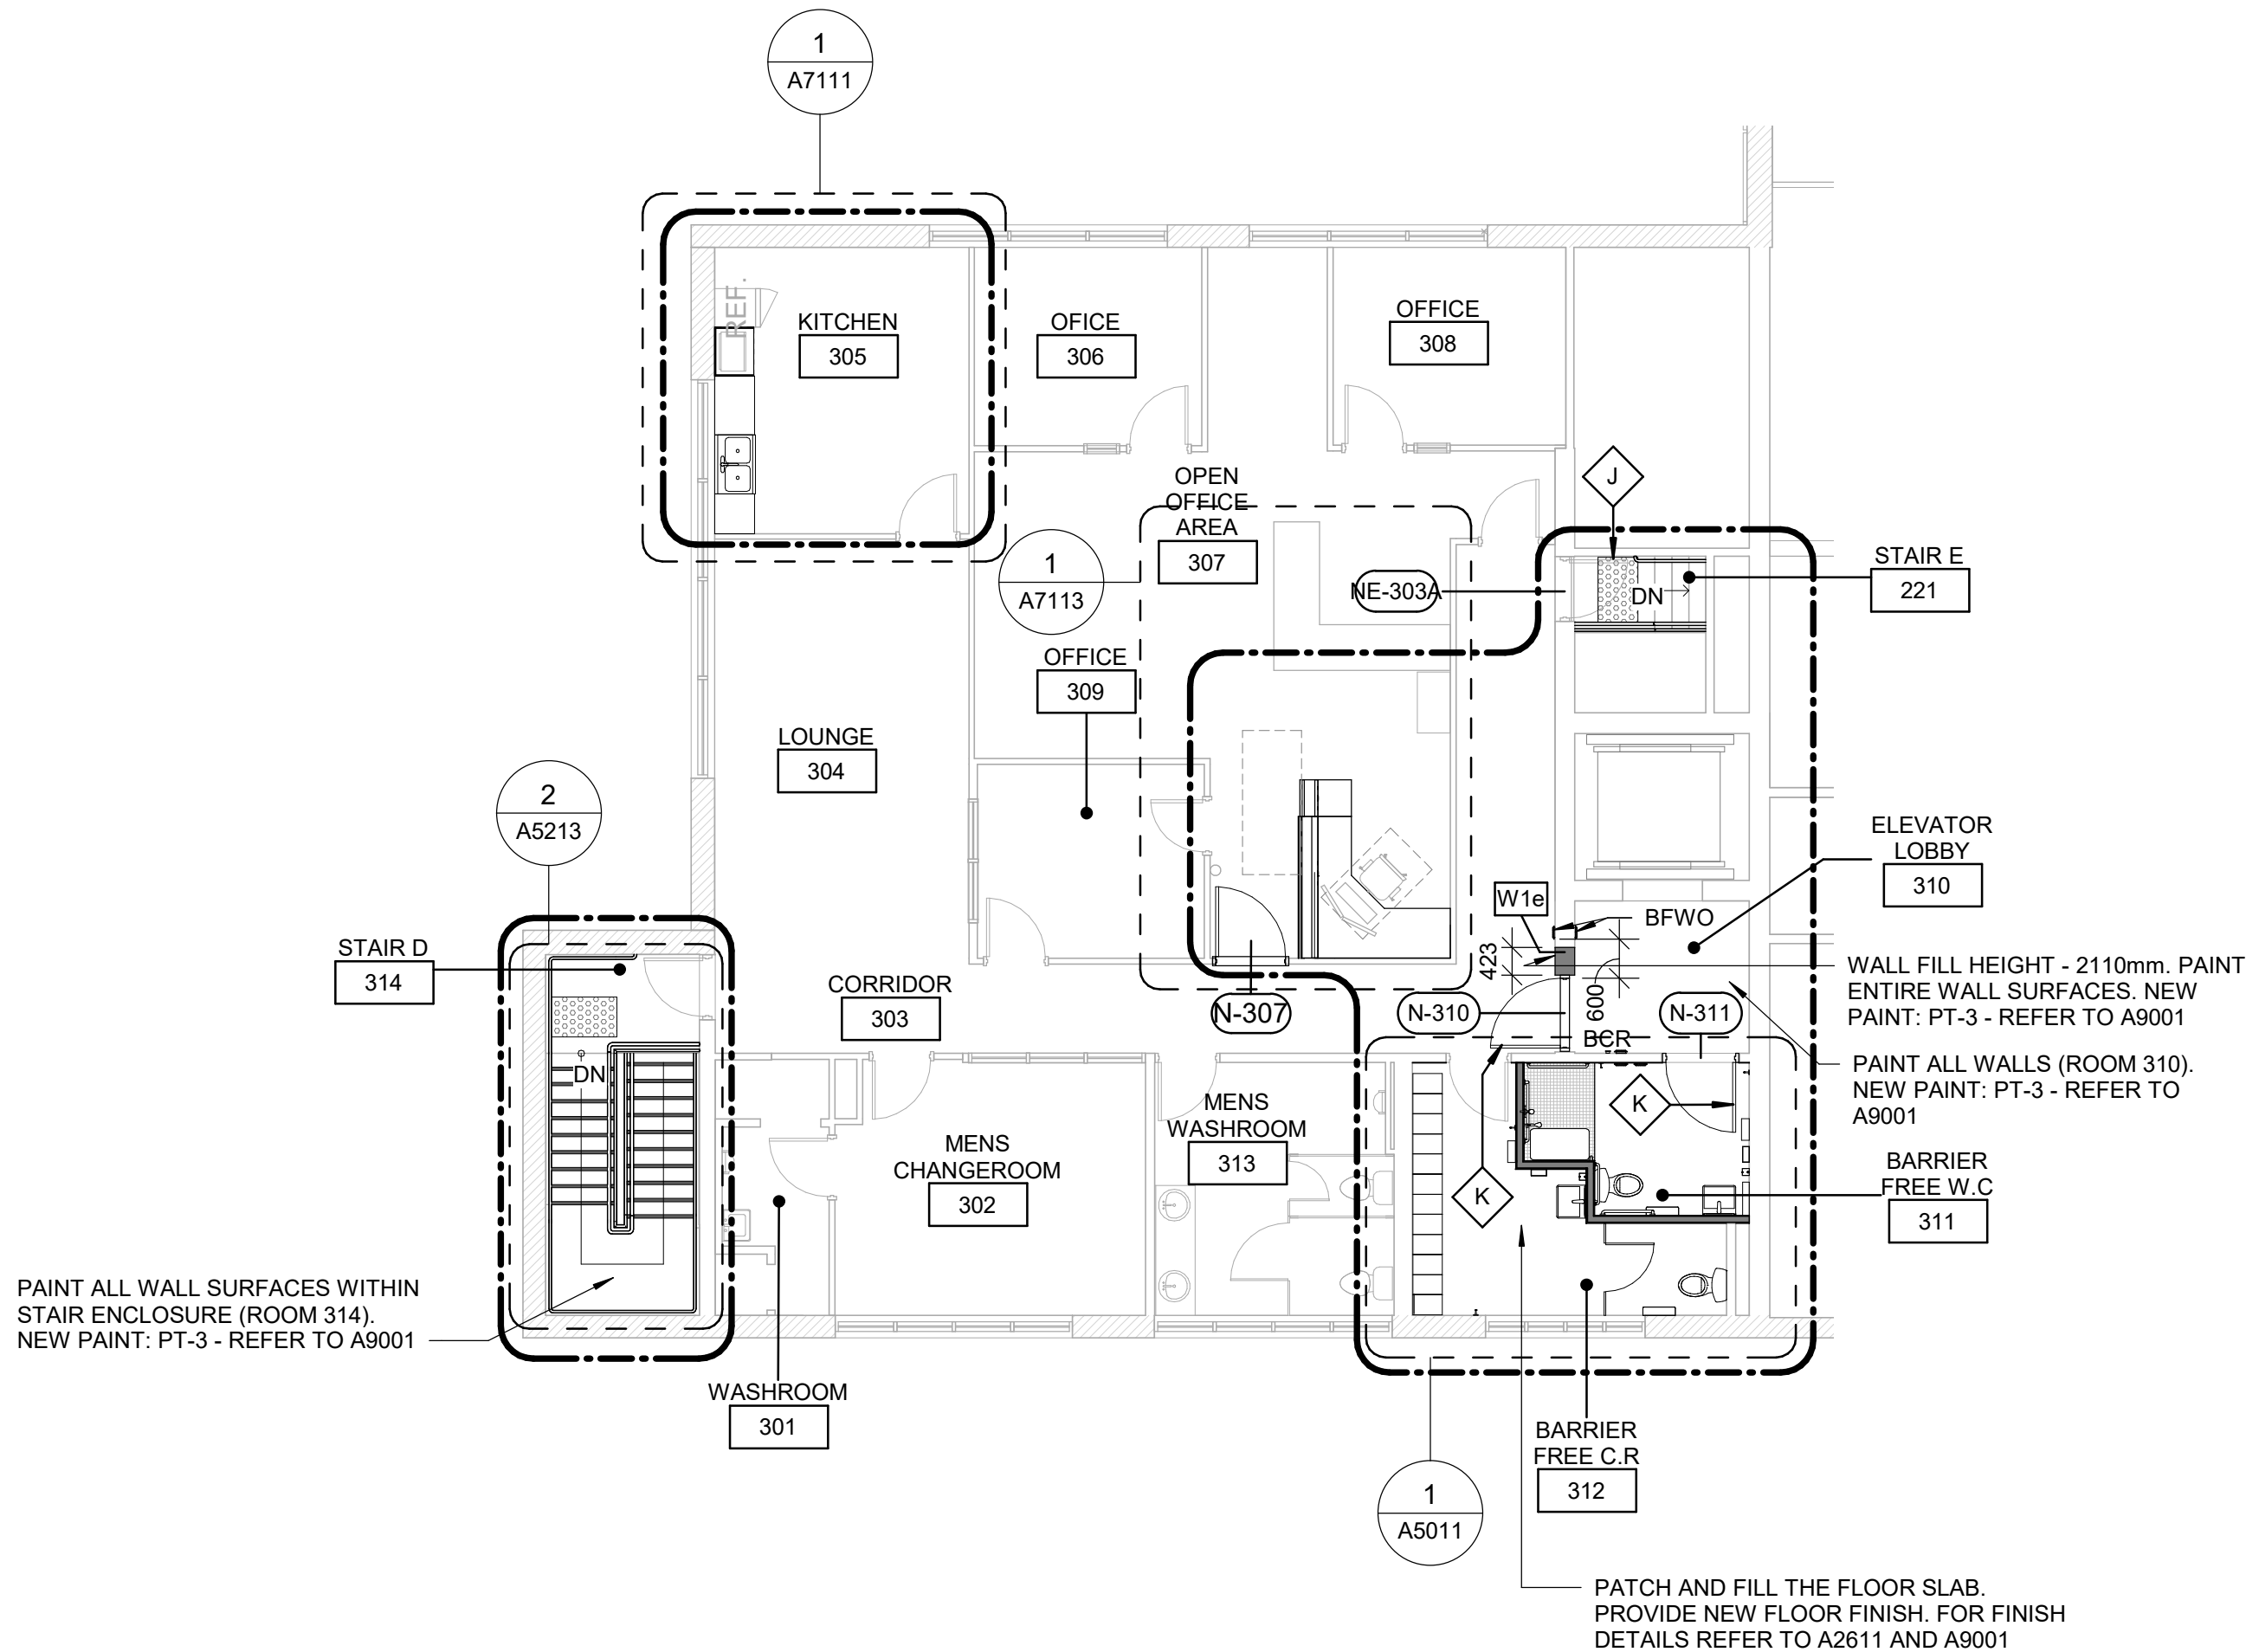 1
A7111
REF.
KITCHEN
305
OFICE
306
OFFICE
308
J
OPEN
OFFICE
AREA
307
1
A7113
NE-303A
DN
STAIR E
221
OFFICE
309
LOUNGE
304
2
A5213
ELEVATOR
LOBBY
310
W1e
BFWO
423
600
STAIR D
314
CORRIDOR
303
N-307
N-310
N-311
BCR
WALL FILL HEIGHT - 2110mm. PAINT
ENTIRE WALL SURFACES. NEW
PAINT: PT-3 - REFER TO A9001
PAINT ALL WALLS (ROOM 310).
NEW PAINT: PT-3 - REFER TO
A9001
DN
MENS
CHANGEROOM
302
MENS
WASHROOM
313
K
K
BARRIER
FREE W.C
311
PAINT ALL WALL SURFACES WITHIN
STAIR ENCLOSURE (ROOM 314).
NEW PAINT: PT-3 - REFER TO A9001
WASHROOM
301
BARRIER
FREE C.R
312
1
A5011
PATCH AND FILL THE FLOOR SLAB.
PROVIDE NEW FLOOR FINISH. FOR FINISH
DETAILS REFER TO A2611 AND A9001